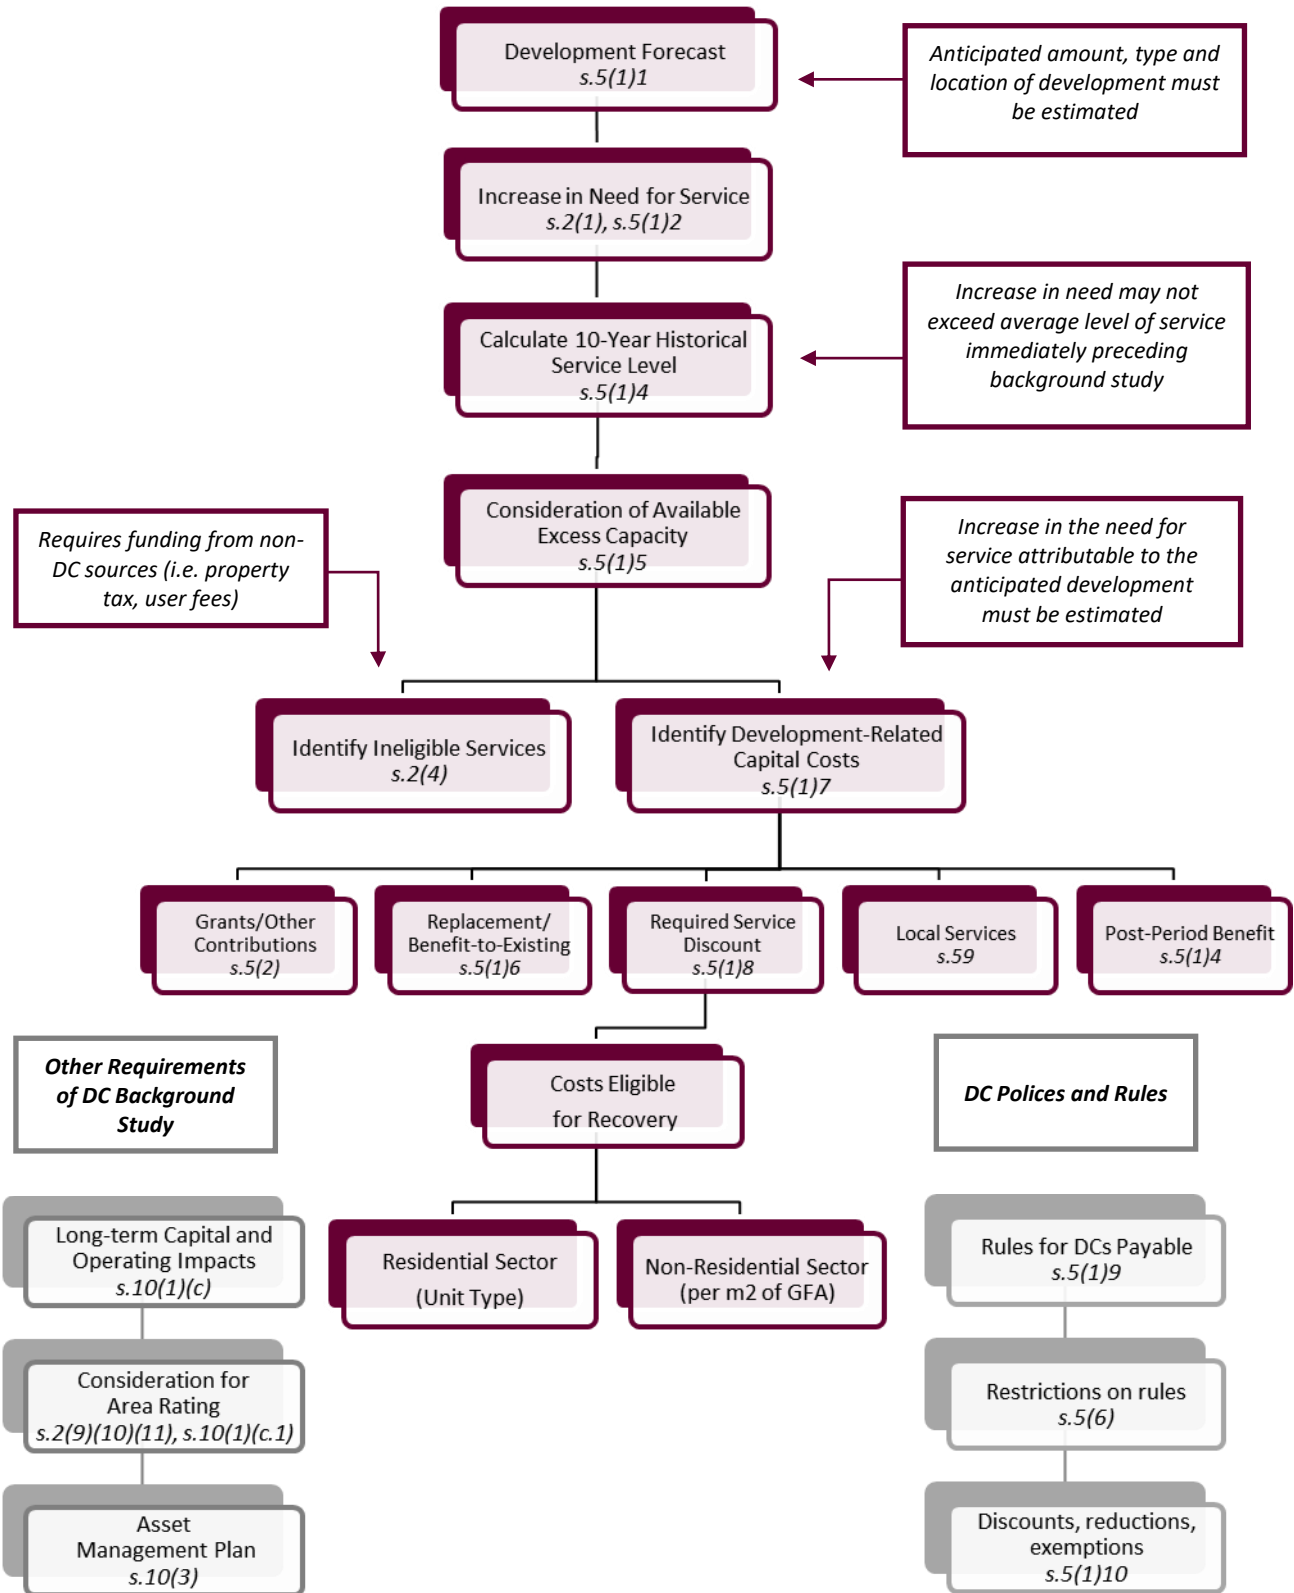 Development Forecast
s.5(1)1
Anticipated amount, type and
location of development must
be estimated
Increase in Need for Service
s.2(1), s.5(1)2
Calculate 10-Year Historical
Service Level
s.5(1)4
Increase in need may not
exceed average level of service
immediately preceding
background study
Consideration of Available
Excess Capacity
s.5(1)5
Requires funding from non-
DC sources (i.e. property
tax, user fees)
Increase in the need for
service attributable to the
anticipated development
must be estimated
Identify Ineligible Services
s.2(4)
Identify Development-Related
Capital Costs
s.5(1)7
Grants/Other
Contributions
s.5(2)
Replacement/
Benefit-to-Existing
s.5(1)6
Required Service
Discount
s.5(1)8
Local Services
s.59
Post-Period Benefit
s.5(1)4
Other Requirements
of DC Background
Study
Costs Eligible
for Recovery
DC Polices and Rules
Long-term Capital and
Operating Impacts
s.10(1)(c)
Residential Sector
(Unit Type)
Non-Residential Sector
(per m2 of GFA)
Rules for DCs Payable
s.5(1)9
Consideration for
Area Rating
s.2(9)(10)(11), s.10(1)(c.1)
Restrictions on rules
s.5(6)
Asset
Management Plan
s.10(3)
Discounts, reductions,
exemptions
s.5(1)10